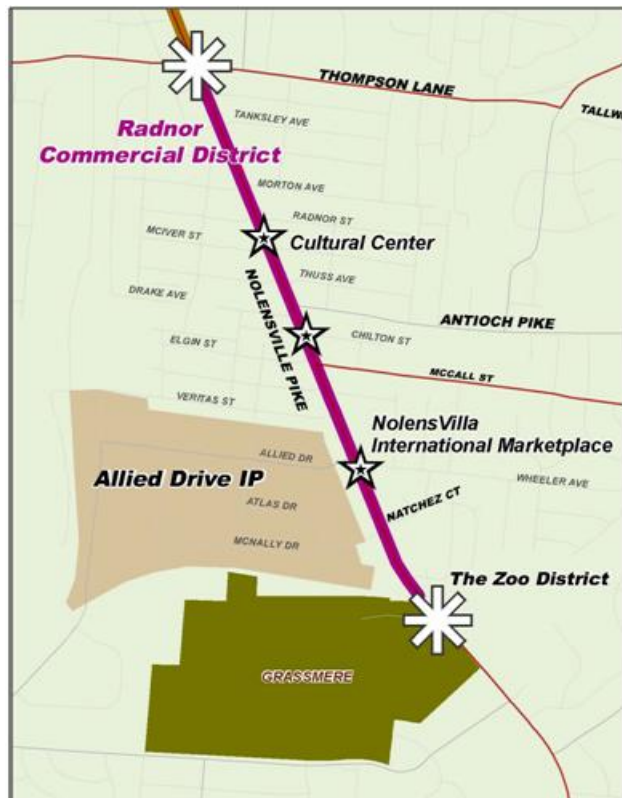 THOMPSON LANE
TALLW
TANKSLEY AVE
Radnor
Commercial District
MORTON AVE
RADNOR ST
MCIVER ST
Cultural Center
THUSS AVE
DRAKE AVE
NOLENSVILLE PIKE
ANTIOCH PIKE
CHILTON ST
ELGIN ST
MCCALL ST
VERITAS ST
NolensVilla
International Marketplace
ALLIED DR
Allied Drive IP
WHEELER AVE
ATLAS DR
NATCHEZ CT
MCNALLY DR
The Zoo District
GRASSMERE